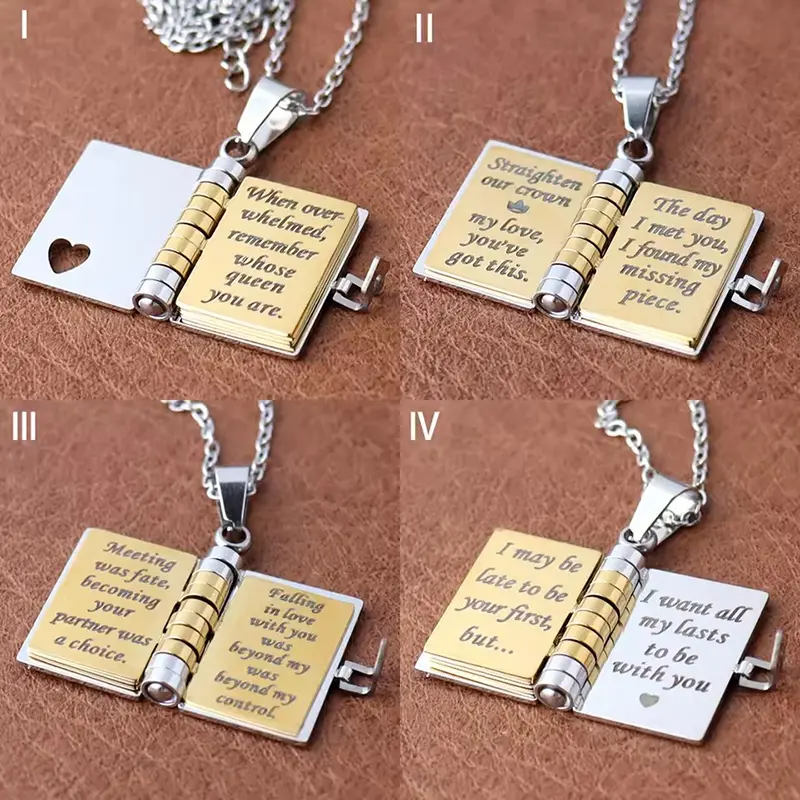 I
When over-
whelmed,
remember
whose
queen
you are.
II
Straighten
our crown
my love,
you've
got this.
The day
I met you,
I found my
missing
piece.
III
Meeting
was fate,
becoming
your
partner was
a choice.
Falling
in love
with you
was
beyond my
was
beyond my
control.
IV
I may be
late to be
your first,
but...
I want all
my lasts
to be
with you